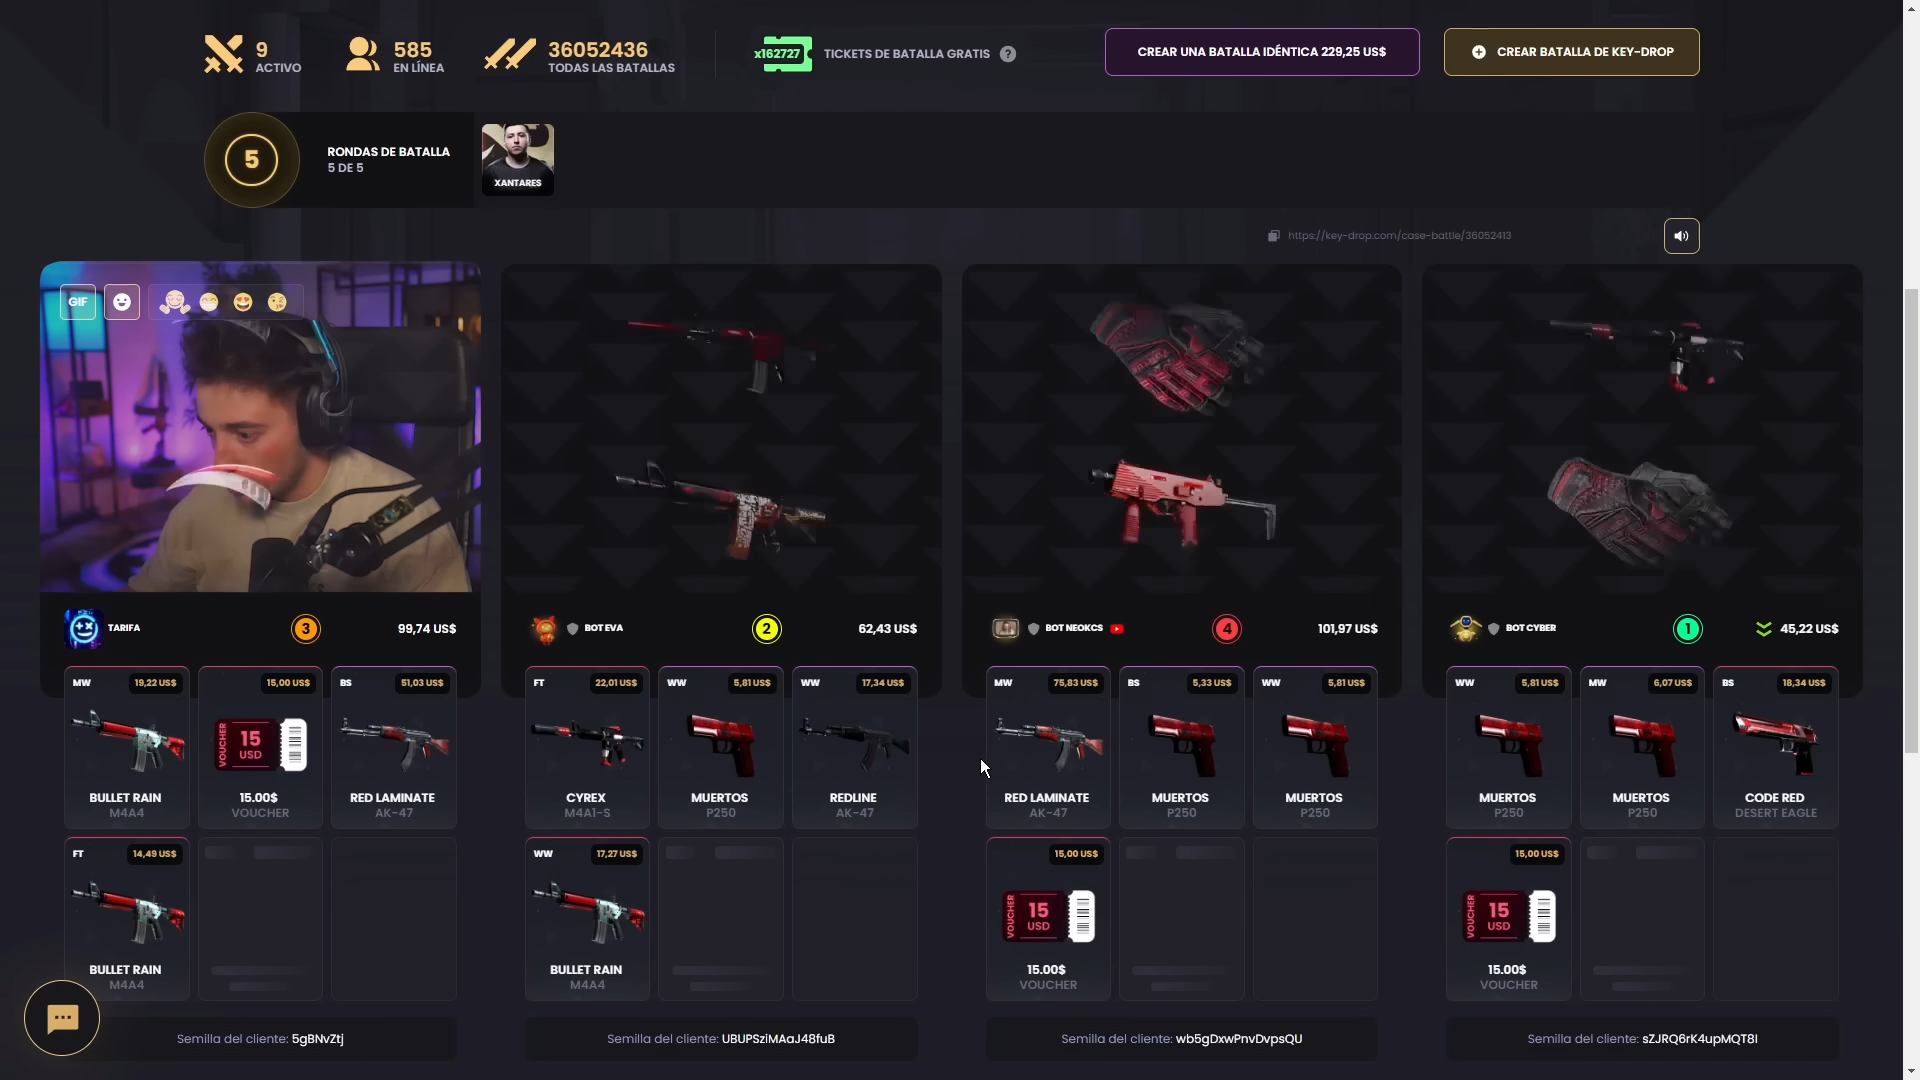 9
ACTIVO
585
EN LÍNEA
36052436
TODAS LAS BATALLAS
x162727
TICKETS DE BATALLA GRATIS ?
CREAR UNA BATALLA IDÉNTICA 229,25 US$
CREAR BATALLA DE KEY-DROP
5
RONDAS DE BATALLA
5 DE 5
XANTARES
https://key-drop.com/case-battle/36052413
GIF
TARIFA 3 99,74 US$
BOT EVA 2 62,43 US$
BOT NEOKCS 4 101,97 US$
BOT CYBER 1 45,22 US$
MW 19,22 US$
BULLET RAIN
M4A4
15,00 US$
VOUCHER
15
USD
15.00$
VOUCHER
BS 51,03 US$
RED LAMINATE
AK-47
FT 22,01 US$
CYREX
M4A1-S
WW 5,81 US$
MUERTOS
P250
WW 17,34 US$
REDLINE
AK-47
MW 75,83 US$
RED LAMINATE
AK-47
BS 5,33 US$
MUERTOS
P250
WW 5,81 US$
MUERTOS
P250
WW 5,81 US$
MUERTOS
P250
MW 6,07 US$
MUERTOS
P250
BS 18,34 US$
CODE RED
DESERT EAGLE
FT 14,49 US$
BULLET RAIN
M4A4
WW 17,27 US$
BULLET RAIN
M4A4
15,00 US$
VOUCHER
15
USD
15.00$
VOUCHER
15,00 US$
VOUCHER
15
USD
15.00$
VOUCHER
Semilla del cliente: 5gBNvZtj
Semilla del cliente: UBUPSziMAaJ48fuB
Semilla del cliente: wb5gDxwPnvDvpsQU
Semilla del cliente: sZJRQ6rK4upMQT8I